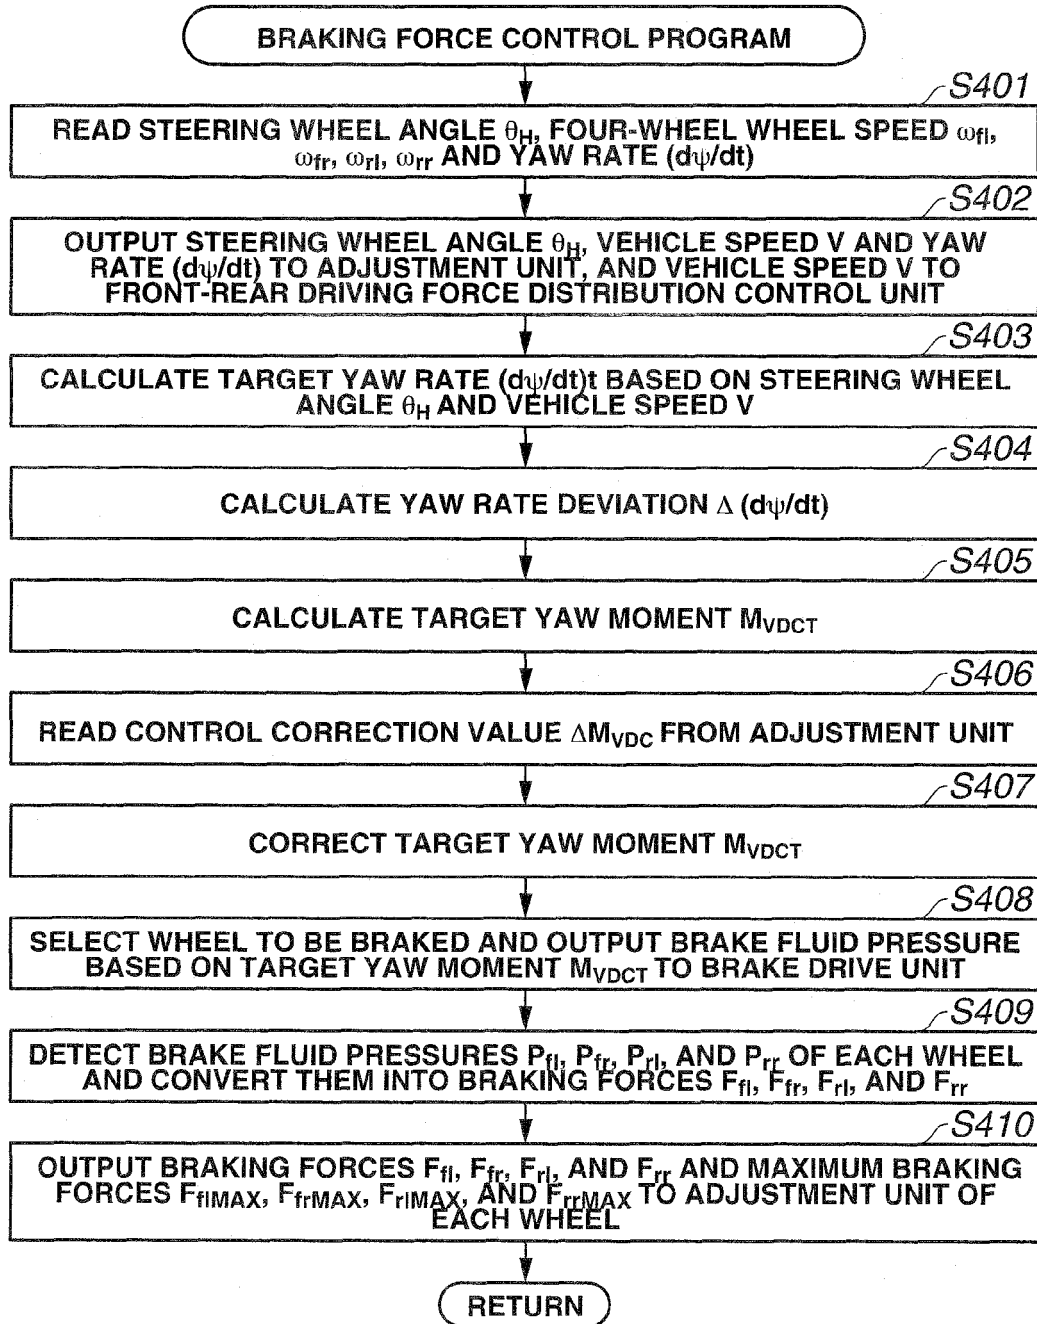 BRAKING FORCE CONTROL PROGRAM
S401
READ STEERING WHEEL ANGLE θH, FOUR-WHEEL WHEEL SPEED ωfl,
ωfr, ωrl, ωrr AND YAW RATE (dψ/dt)
S402
OUTPUT STEERING WHEEL ANGLE θH, VEHICLE SPEED V AND YAW
RATE (dψ/dt) TO ADJUSTMENT UNIT, AND VEHICLE SPEED V TO
FRONT-REAR DRIVING FORCE DISTRIBUTION CONTROL UNIT
S403
CALCULATE TARGET YAW RATE (dψ/dt)t BASED ON STEERING WHEEL
ANGLE θH AND VEHICLE SPEED V
S404
CALCULATE YAW RATE DEVIATION Δ (dψ/dt)
S405
CALCULATE TARGET YAW MOMENT MVDCT
S406
READ CONTROL CORRECTION VALUE ΔMVDC FROM ADJUSTMENT UNIT
S407
CORRECT TARGET YAW MOMENT MVDCT
S408
SELECT WHEEL TO BE BRAKED AND OUTPUT BRAKE FLUID PRESSURE
BASED ON TARGET YAW MOMENT MVDCT TO BRAKE DRIVE UNIT
S409
DETECT BRAKE FLUID PRESSURES Pfl, Pfr, Prl, AND Prr OF EACH WHEEL
AND CONVERT THEM INTO BRAKING FORCES Ffl, Ffr, Frl, AND Frr
S410
OUTPUT BRAKING FORCES Ffl, Ffr, Frl, AND Frr AND MAXIMUM BRAKING
FORCES FflMAX, FfrMAX, FrlMAX, AND FrrMAX TO ADJUSTMENT UNIT OF
EACH WHEEL
RETURN